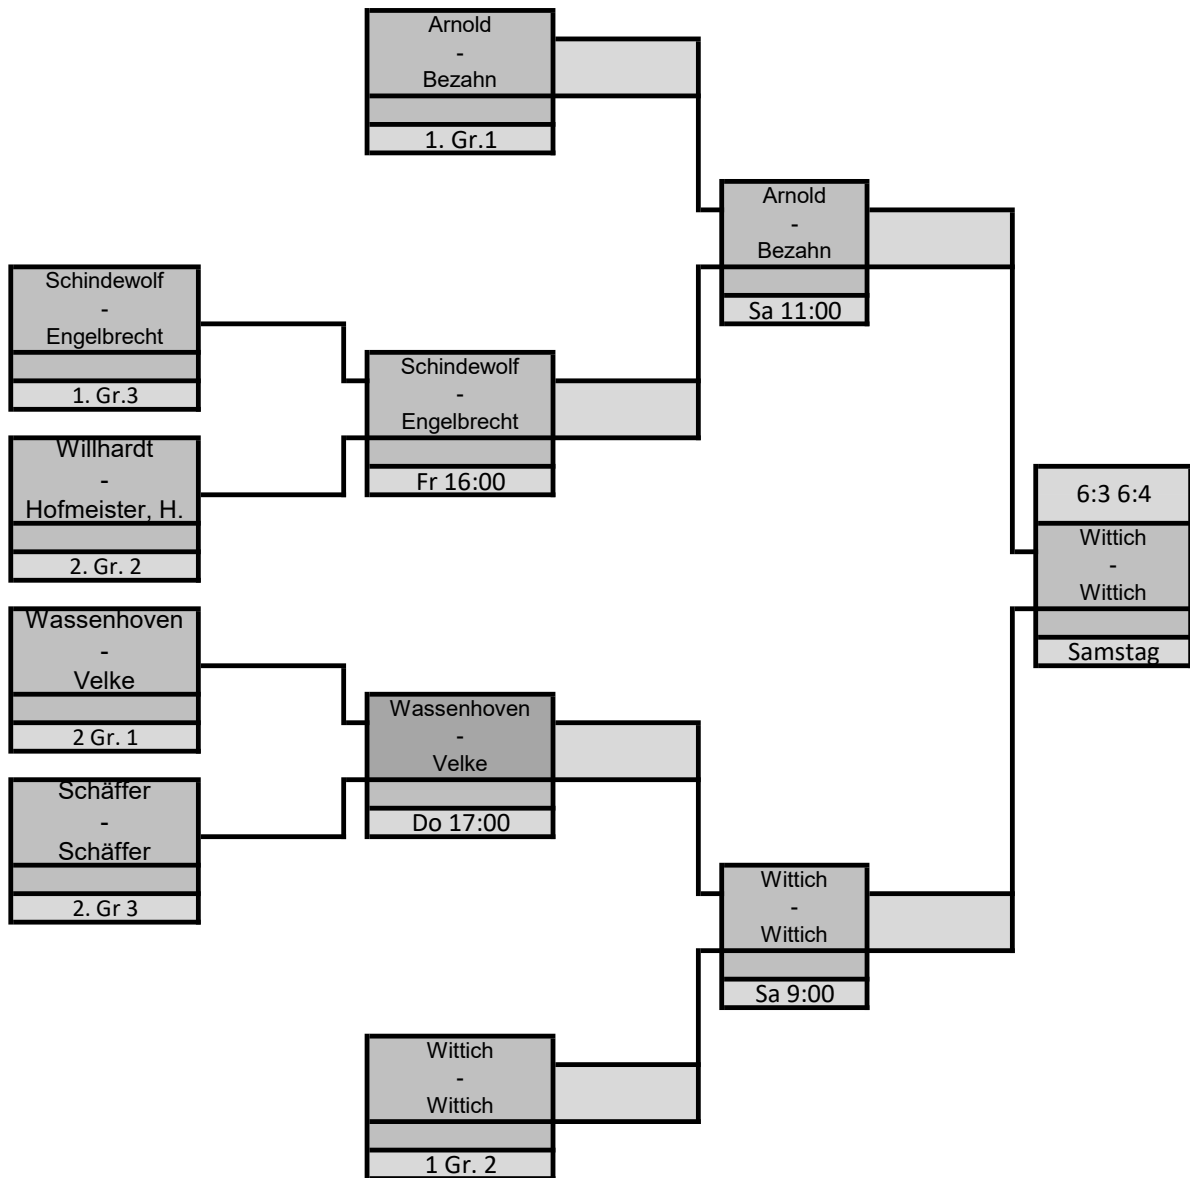 Arnold
-
Bezahn
1. Gr.1
Arnold
-
Bezahn
Sa 11:00
Schindewolf
-
Engelbrecht
1. Gr.3
Schindewolf
-
Engelbrecht
Fr 16:00
Willhardt
-
Hofmeister, H.
2. Gr. 2
6:3 6:4
Wittich
-
Wittich
Samstag
Wassenhoven
-
Velke
2 Gr. 1
Wassenhoven
-
Velke
Do 17:00
Schäffer
-
Schäffer
2. Gr 3
Wittich
-
Wittich
Sa 9:00
Wittich
-
Wittich
1 Gr. 2